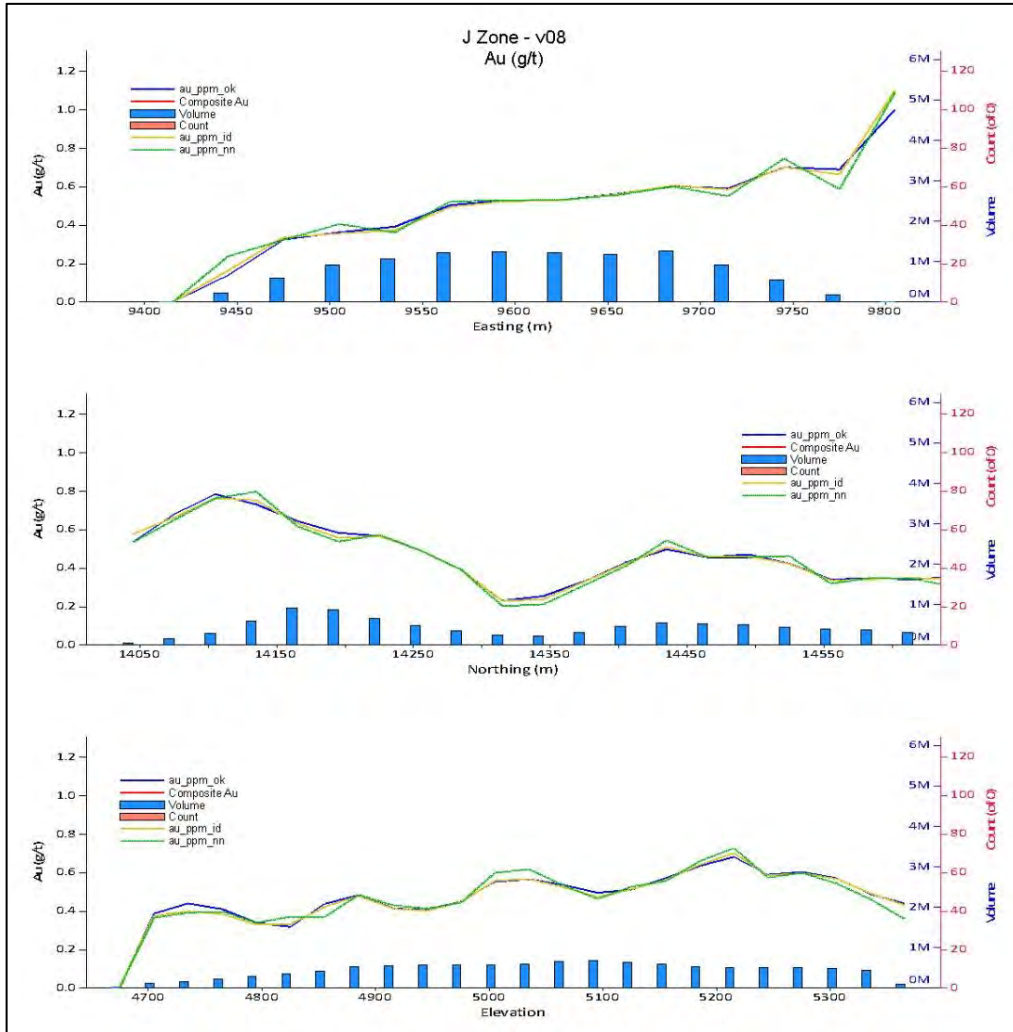 J Zone - v08
Au (g/t)
au_ppm_ok
Composite Au
Volume
Count
au_ppm_id
au_ppm_nn
Au(g/t)
1.2
1.0
0.8
0.6
0.4
0.2
0.0
9400 9450 9500 9550 9600 9650 9700 9750 9800
Easting (m)
6M
5M
4M
3M
2M
1M
0M
Volume
120
100
80
60
40
20
0
Count (of 0)
au_ppm_ok
Composite Au
Volume
Count
au_ppm_id
au_ppm_nn
Au(g/t)
1.2
1.0
0.8
0.6
0.4
0.2
0.0
14050 14150 14250 14350 14450 14550
Northing (m)
6M
5M
4M
3M
2M
1M
0M
Volume
120
100
80
60
40
20
0
Count (of 0)
au_ppm_ok
Composite Au
Volume
Count
au_ppm_id
au_ppm_nn
Au(g/t)
1.2
1.0
0.8
0.6
0.4
0.2
0.0
4700 4800 4900 5000 5100 5200 5300
Elevation
6M
5M
4M
3M
2M
1M
0M
Volume
120
100
80
60
40
20
0
Count (of 0)